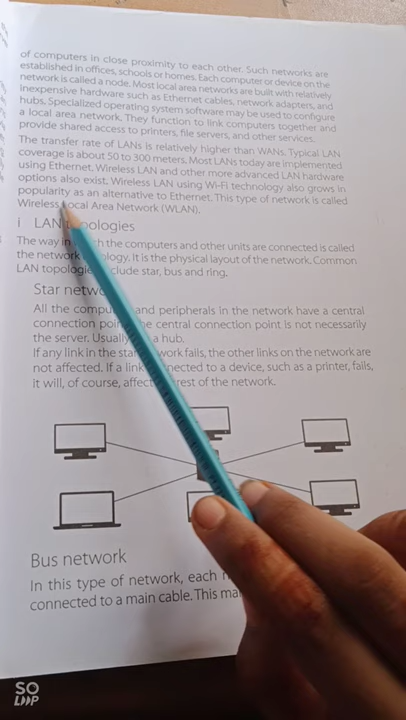 of computers in close proximity to each other. Such networks are
established in offices, schools or homes. Each computer or device on the
network is called a node. Most local area networks are built with relatively
inexpensive hardware such as Ethernet cables, network adapters, and
hubs. Specialized operating system software may be used to configure
a local area network. They function to link computers together and
provide shared access to printers, file servers, and other services.
The transfer rate of LANs is relatively higher than WANs. Typical LAN
coverage is about 50 to 300 meters. Most LANs today are implemented
using Ethernet. Wireless LAN and other more advanced LAN hardware
options also exist. Wireless LAN using Wi-Fi technology also grows in
popularity as an alternative to Ethernet. This type of network is called
Wireless Local Area Network (WLAN).
i LAN pologies
The way in the computers and other units are connected is called
the network ology. It is the physical layout of the network. Common
LAN topologie clude star, bus and ring.
Star netw
All the compu and peripherals in the network have a central
connection poin e central connection point is not necessarily
the server. Usuall a hub.
If any link in the star work fails, the other links on the network are
not affected. If a link nected to a device, such as a printer, fails,
it will, of course, affec rest of the network.
Bus network
In this type of network, each
connected to a main cable. This ma
SO
LOOP